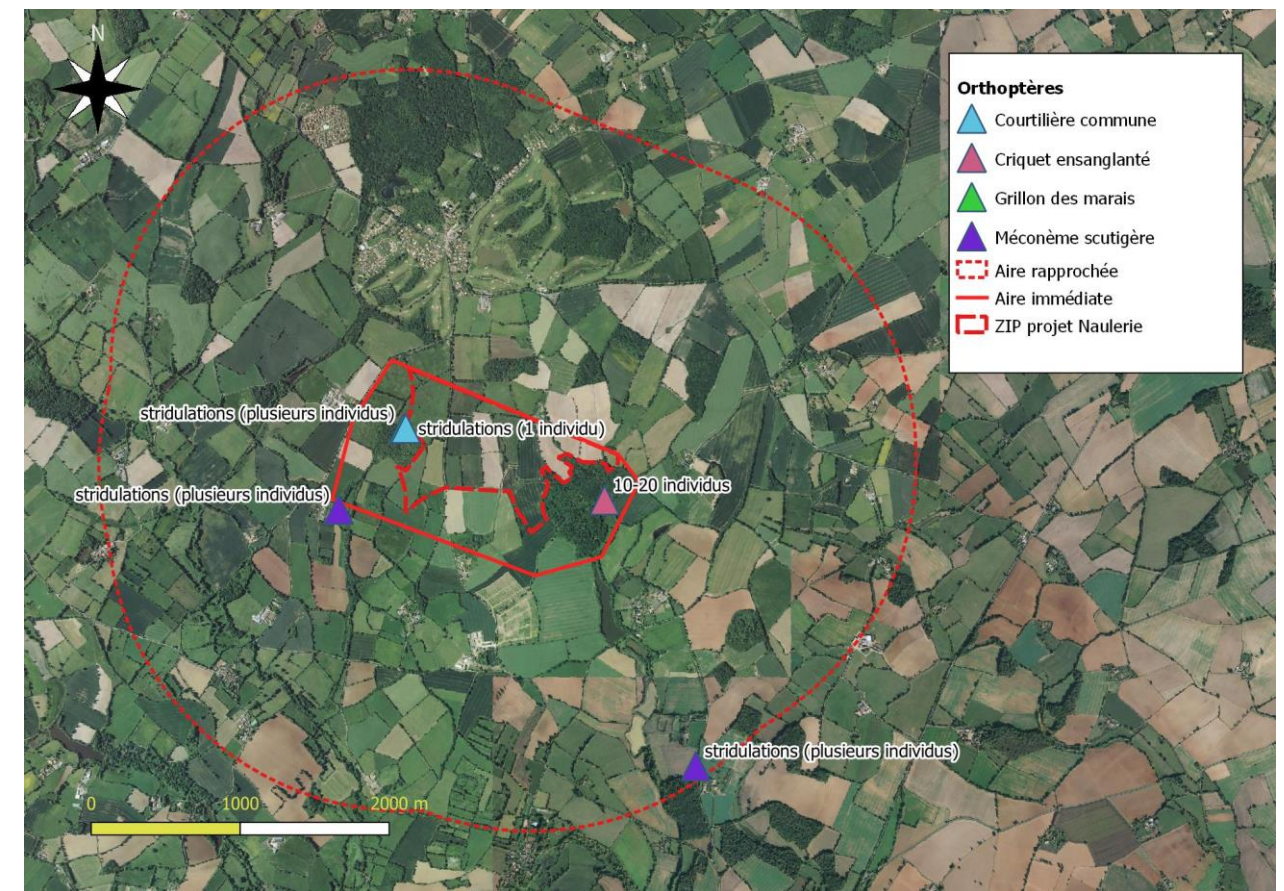 N
Orthoptères
Courtilière commune
Criquet ensanglanté
Grillon des marais
Méconème scutigère
Aire rapprochée
Aire immédiate
ZIP projet Naulerie
stridulations (plusieurs individus)
stridulations (1 individu)
stridulations (plusieurs individus)
10-20 individus
stridulations (plusieurs individus)
0 1000 2000 m